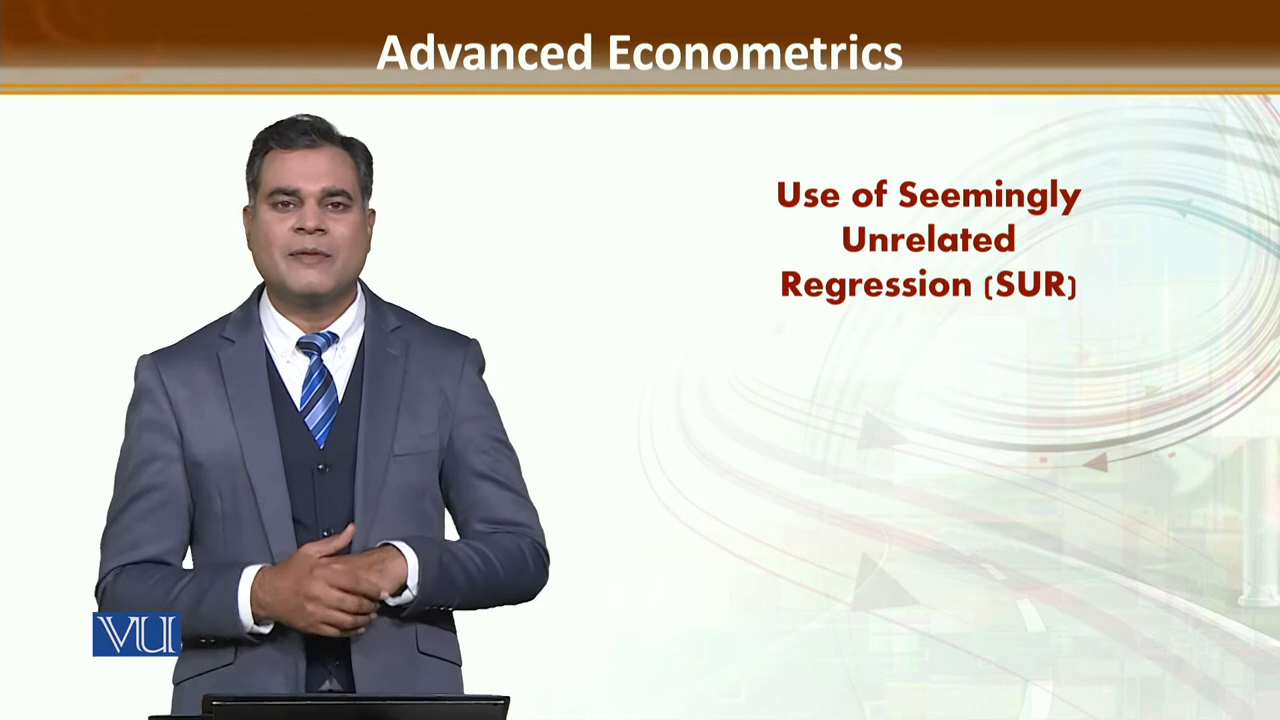 Advanced Econometrics
Use of Seemingly
Unrelated
Regression (SUR)
VU